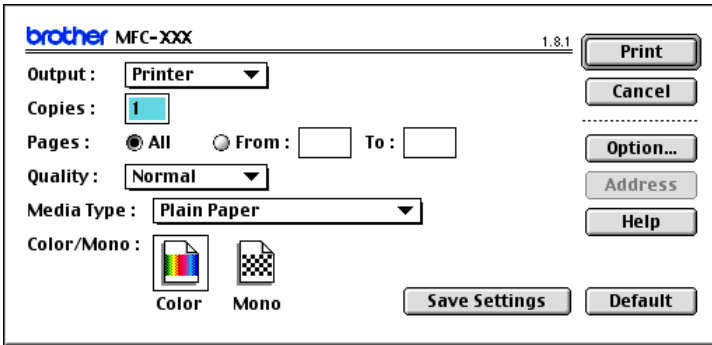 brother MFC-XXX 1.8.1
Print
Output : Printer
Cancel
Copies : 1
Pages : All From : To :
Option...
Quality : Normal
Address
Media Type : Plain Paper
Help
Color/Mono :
Color Mono
Save Settings Default